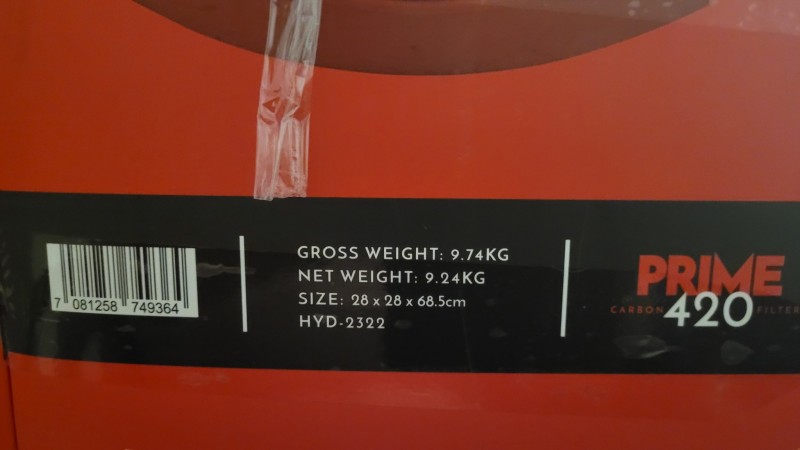 7 081258 749364
GROSS WEIGHT: 9.74KG
NET WEIGHT: 9.24KG
SIZE: 28 x 28 x 68.5cm
HYD-2322
PRIME
CARBON 420 FILTER